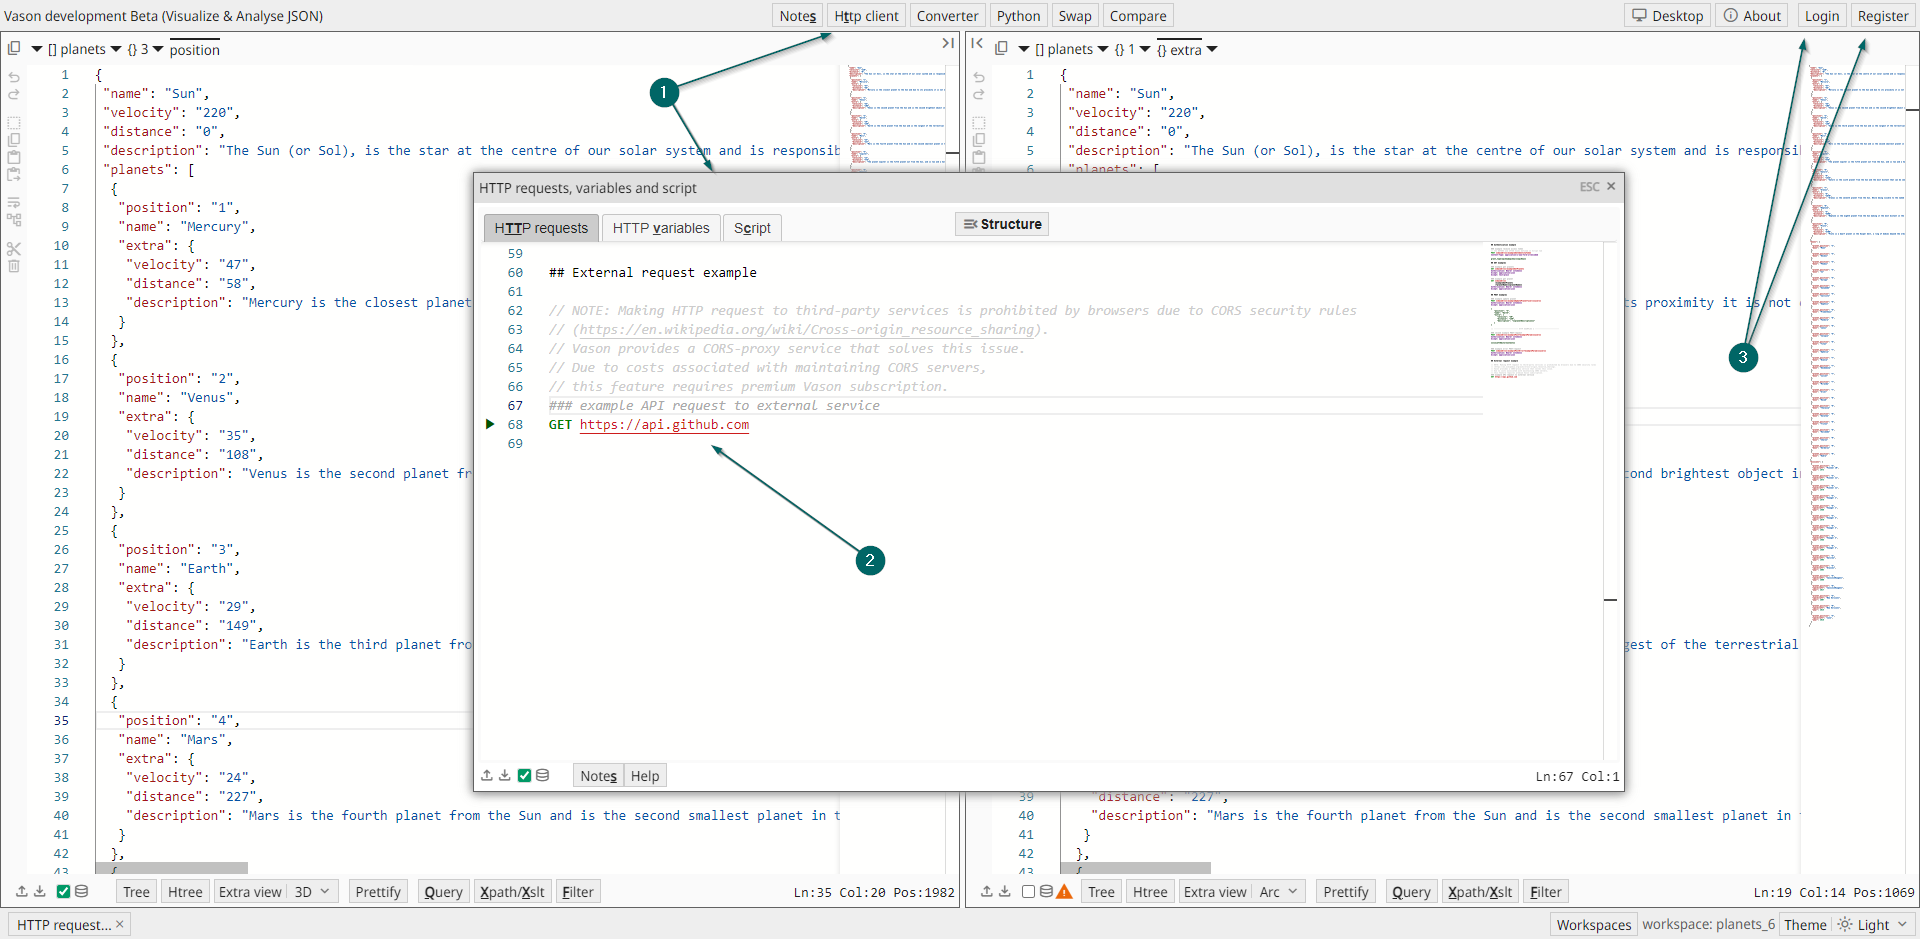 Vason development Beta (Visualize & Analyse JSON)
Notes Http client Converter Python Swap Compare
Desktop About Login Register
[] planets {} 3 position
1 {
2 "name": "Sun",
3 "velocity": "220",
4 "distance": "0",
5 "description": "The Sun (or Sol), is the star at the centre of our solar system and is responsib
6 "planets": [
7 {
8 "position": "1",
9 "name": "Mercury",
10 "extra": {
11 "velocity": "47",
12 "distance": "58",
13 "description": "Mercury is the closest planet
14 }
15 },
16 {
17 "position": "2",
18 "name": "Venus",
19 "extra": {
20 "velocity": "35",
21 "distance": "108",
22 "description": "Venus is the second planet fr
23 }
24 },
25 {
26 "position": "3",
27 "name": "Earth",
28 "extra": {
29 "velocity": "29",
30 "distance": "149",
31 "description": "Earth is the third planet fro
32 }
33 },
34 {
35 "position": "4",
36 "name": "Mars",
37 "extra": {
38 "velocity": "24",
39 "distance": "227",
40 "description": "Mars is the fourth planet from the Sun and is the second smallest planet in t
41 }
42 },
43 {
Tree Htree Extra view 3D Prettify Query Xpath/Xslt Filter Ln:35 Col:20 Pos:1982
[] planets {} 1 {} extra
1 {
2 "name": "Sun",
3 "velocity": "220",
4 "distance": "0",
5 "description": "The Sun (or Sol), is the star at the centre of our solar system and is responsi
6 "planets": [
ts proximity it is not
ond brightest object i
gest of the terrestrial
39 "distance": "227",
40 "description": "Mars is the fourth planet from the Sun and is the second smallest planet in
41 }
42 },
43 {
Tree Htree Extra view Arc Prettify Query Xpath/Xslt Filter Ln:19 Col:14 Pos:1069
1
2
3
HTTP requests, variables and script ESC
HTTP requests HTTP variables Script Structure
59
60 ## External request example
61
62 // NOTE: Making HTTP request to third-party services is prohibited by browsers due to CORS security rules
63 // (https://en.wikipedia.org/wiki/Cross-origin_resource_sharing).
64 // Vason provides a CORS-proxy service that solves this issue.
65 // Due to costs associated with maintaining CORS servers,
66 // this feature requires premium Vason subscription.
67 ### example API request to external service
68 GET https://api.github.com
69
Notes Help Ln:67 Col:1
HTTP request...
Workspaces workspace: planets_6 Theme Light